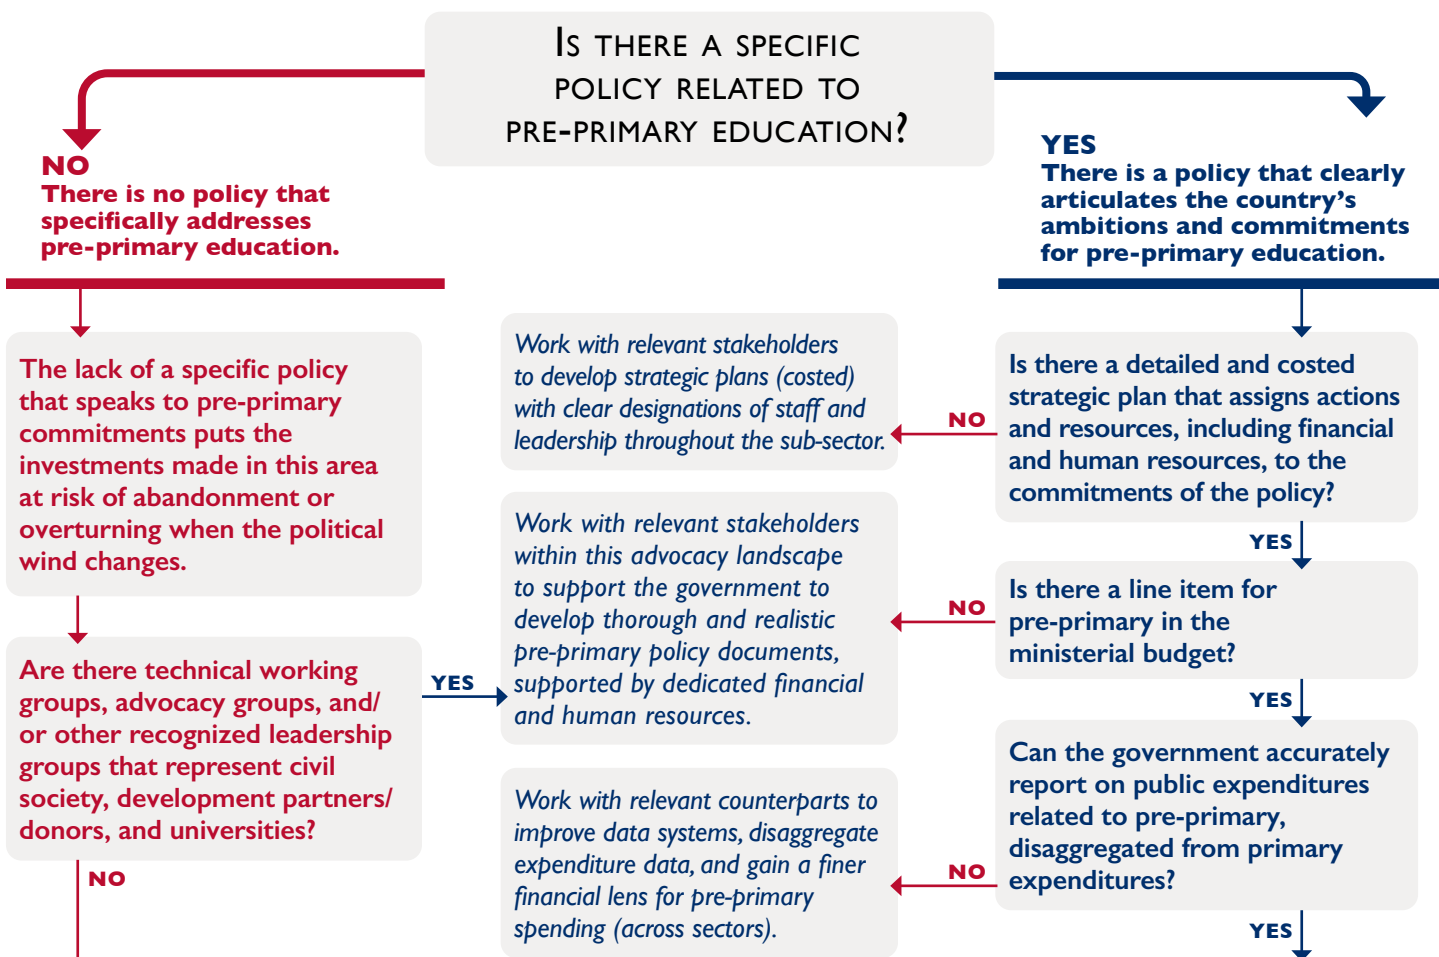 IS THERE A SPECIFIC
POLICY RELATED TO
PRE-PRIMARY EDUCATION?
NO
There is no policy that
specifically addresses
pre-primary education.
YES
There is a policy that clearly
articulates the country's
ambitions and commitments
for pre-primary education.
The lack of a specific policy
that speaks to pre-primary
commitments puts the
investments made in this area
at risk of abandonment or
overturning when the political
wind changes.
Work with relevant stakeholders
to develop strategic plans (costed)
with clear designations of staff and
leadership throughout the sub-sector.
NO
Is there a detailed and costed
strategic plan that assigns actions
and resources, including financial
and human resources, to the
commitments of the policy?
YES
Work with relevant stakeholders
within this advocacy landscape
to support the government to
develop thorough and realistic
pre-primary policy documents,
supported by dedicated financial
and human resources.
NO
Is there a line item for
pre-primary in the
ministerial budget?
YES
Are there technical working
groups, advocacy groups, and/
or other recognized leadership
groups that represent civil
society, development partners/
donors, and universities?
YES
NO
Work with relevant counterparts to
improve data systems, disaggregate
expenditure data, and gain a finer
financial lens for pre-primary
spending (across sectors).
NO
Can the government accurately
report on public expenditures
related to pre-primary,
disaggregated from primary
expenditures?
YES